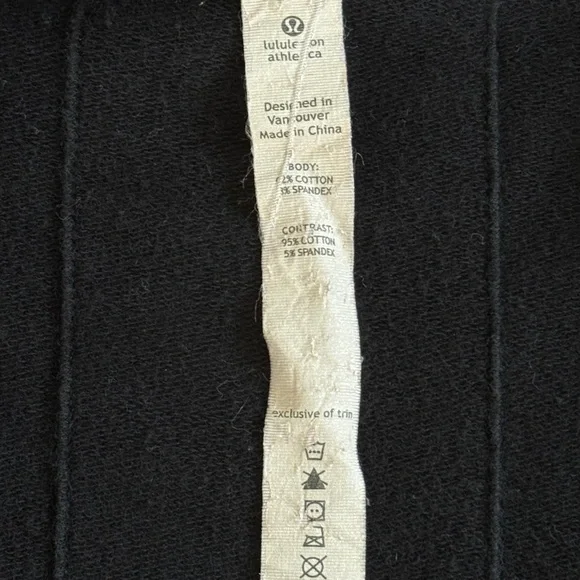 lululemon
athletica
Designed in
Vancouver
Made in China
BODY:
COTTON
SPANDEX
CONTRAST:
95% COTTON
5% SPANDEX
exclusive of trim